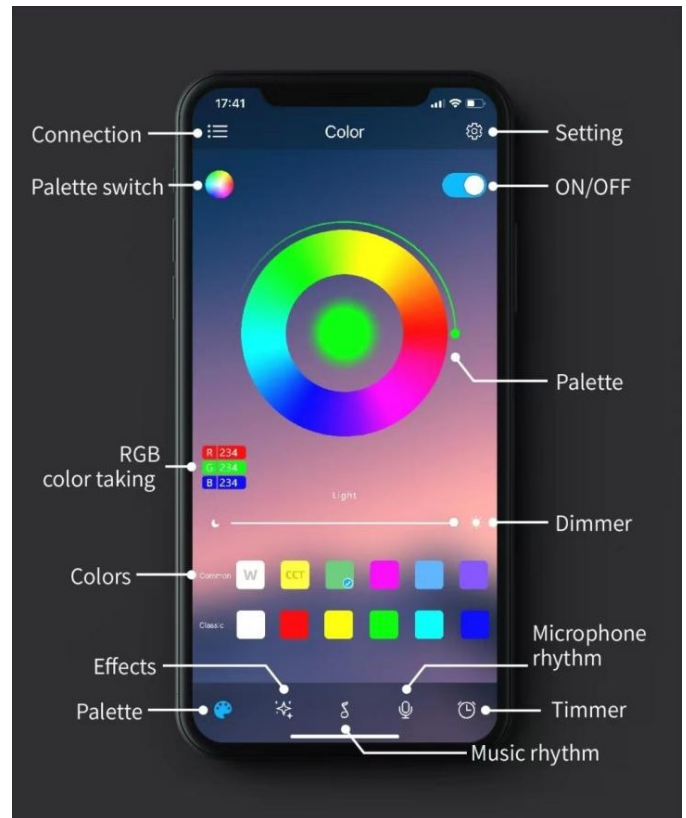 17:41
Color
Connection
Setting
Palette switch
ON/OFF
Palette
RGB
color taking
R 234
G 234
B 234
Light
Dimmer
Colors
Common
W
CCT
Classic
Microphone
rhythm
Effects
Palette
Timmer
Music rhythm